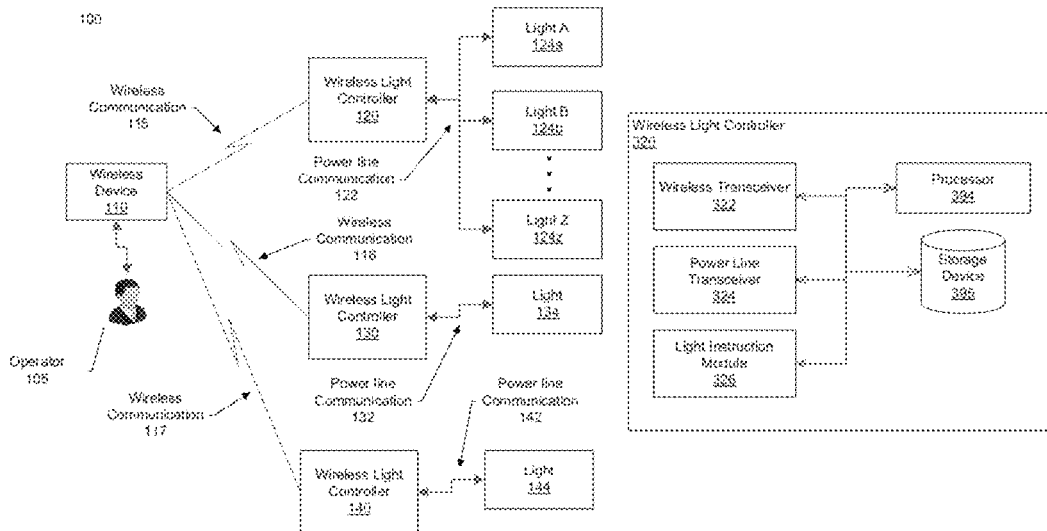 100
Wireless
Communication
115
Wireless
Device
110
Operator
105
Wireless
Communication
117
Wireless Light
Controller
120
Power line
Communication
122
Wireless
Communication
116
Wireless Light
Controller
130
Power line
Communication
132
Wireless Light
Controller
140
Power line
Communication
142
Light A
124a
Light B
124b
Light Z
124z
Light
134
Light
144
Wireless Light Controller
320
Wireless Transceiver
322
Power Line
Transceiver
324
Light Instruction
Module
326
Processor
394
Storage
Device
395